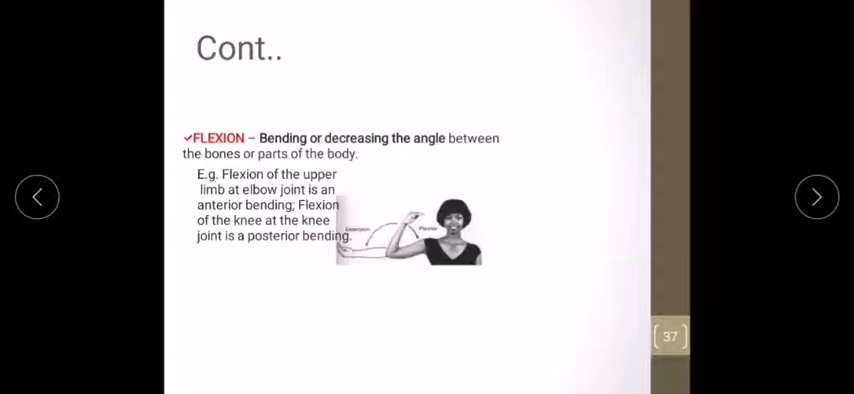 Cont..
✓FLEXION – Bending or decreasing the angle between
the bones or parts of the body.
E.g. Flexion of the upper
limb at elbow joint is an
anterior bending; Flexion
of the knee at the knee
joint is a posterior bending.
Extension
Flexion
37